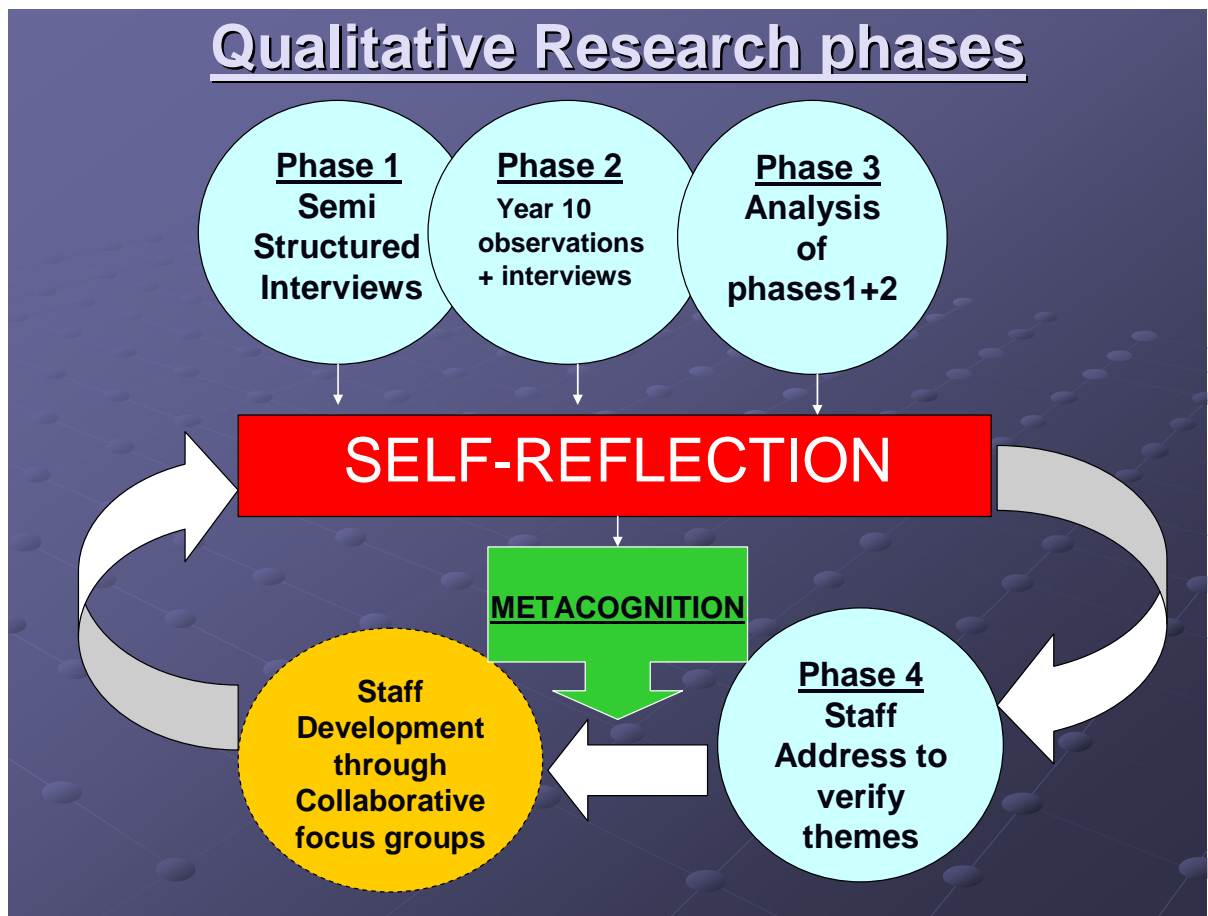 Qualitative Research phases
Phase 1
Semi
Structured
Interviews
Phase 2
Year 10
observations
+ interviews
Phase 3
Analysis
of
phases1+2
SELF-REFLECTION
METACOGNITION
Staff
Development
through
Collaborative
focus groups
Phase 4
Staff
Address to
verify
themes